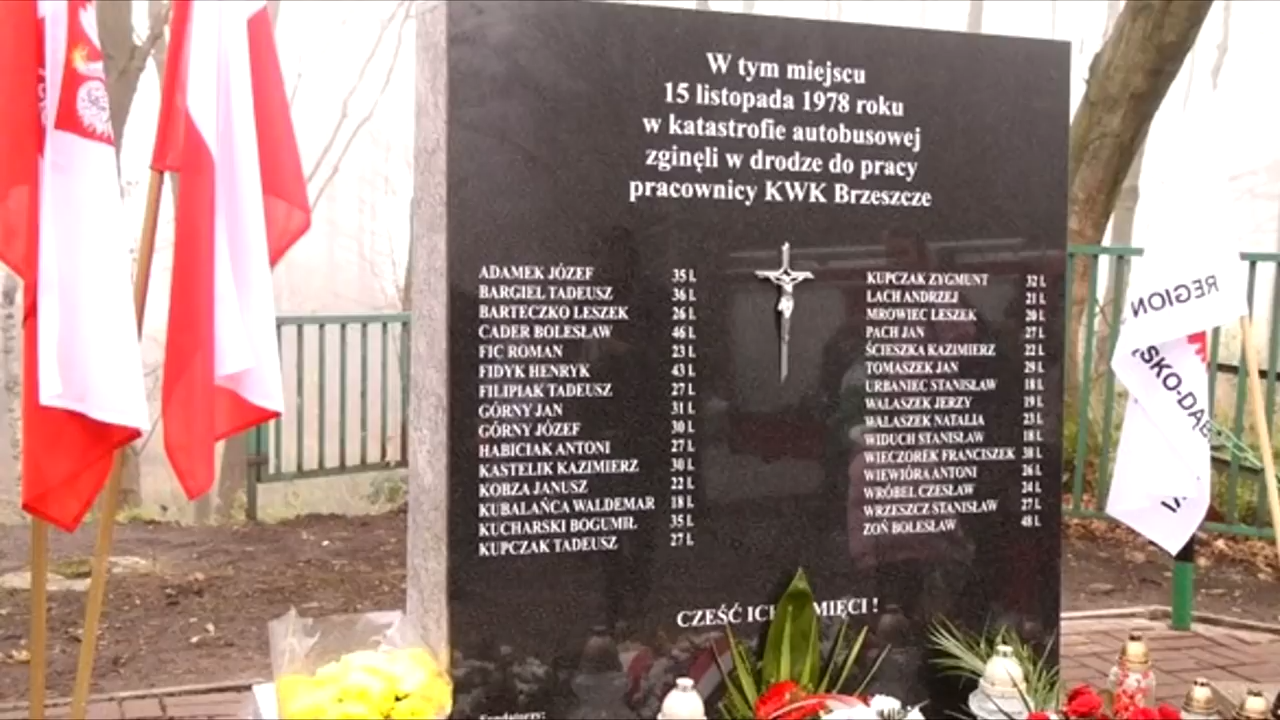 W tym miejscu
15 listopada 1978 roku
w katastrofie autobusowej
zginęli w drodze do pracy
pracownicy KWK Brzeszcze
ADAMEK JÓZEF 35 l.
BARGIEL TADEUSZ 36 l.
BARTECZKO LESZEK 26 l.
CADER BOLESŁAW 46 l.
FIC ROMAN 23 l.
FIDYK HENRYK 43 l.
FILIPIAK TADEUSZ 27 l.
GÓRNY JAN 31 l.
GÓRNY JÓZEF 30 l.
HABICIAK ANTONI 27 l.
KASTELIK KAZIMIERZ 30 l.
KOBZA JANUSZ 22 l.
KUBALAŃCA WALDEMAR 18 l.
KUCHARSKI BOGUMIŁ 35 l.
KUPCZAK TADEUSZ 27 l.
KUPCZAK ZYGMUNT 32 l.
LACH ANDRZEJ 21 l.
MROWIEC LESZEK 20 l.
PACH JAN 27 l.
ŚCIESZKA KAZIMIERZ 22 l.
TOMASZEK JAN 29 l.
URBANIEC STANISŁAW 18 l.
WALASZEK JERZY 19 l.
WALASZEK NATALIA 23 l.
WIDUCH STANISŁAW 18 l.
WIECZOREK FRANCISZEK 38 l.
WIEWIÓRA ANTONI 26 l.
WRÓBEL CZESŁAW 24 l.
WRZESZCZ STANISŁAW 27 l.
ZOŃ BOLESŁAW 48 l.
CZEŚĆ IC MIĘCI !
Fundatorzy:
REGION
SKO-DĄB